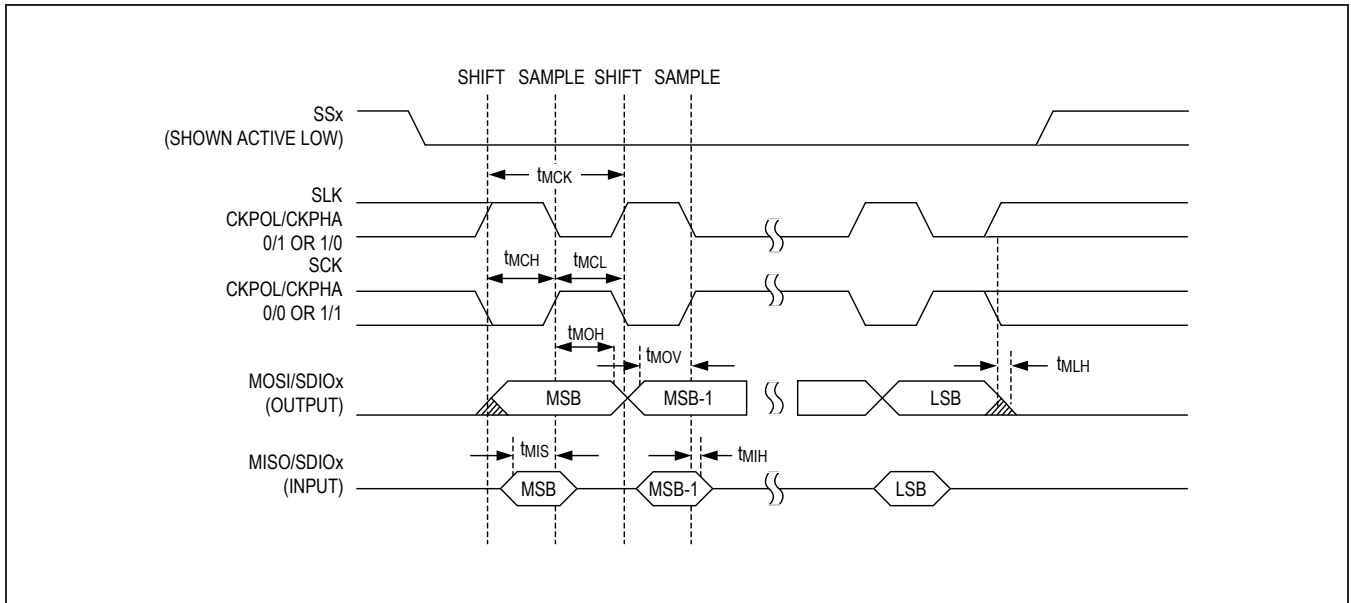 SHIFT SAMPLE SHIFT SAMPLE
SSx
(SHOWN ACTIVE LOW)
tMCK
SLK
CKPOL/CKPHA
0/1 OR 1/0
SCK
CKPOL/CKPHA
0/0 OR 1/1
tMCH tMCL
tMOH
tMOV
tMLH
MOSI/SDIOx
(OUTPUT)
MSB MSB-1 LSB
tMIS
tMIH
MISO/SDIOx
(INPUT)
MSB MSB-1 LSB